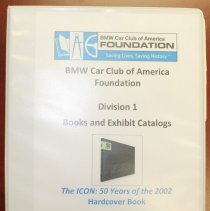 BMW Car Club of America
FOUNDATION
Saving Lives, Saving History
BMW Car Club of America
Foundation
Division 1
Books and Exhibit Catalogs
The ICON: 50 Years of the 2002
Hardcover Book